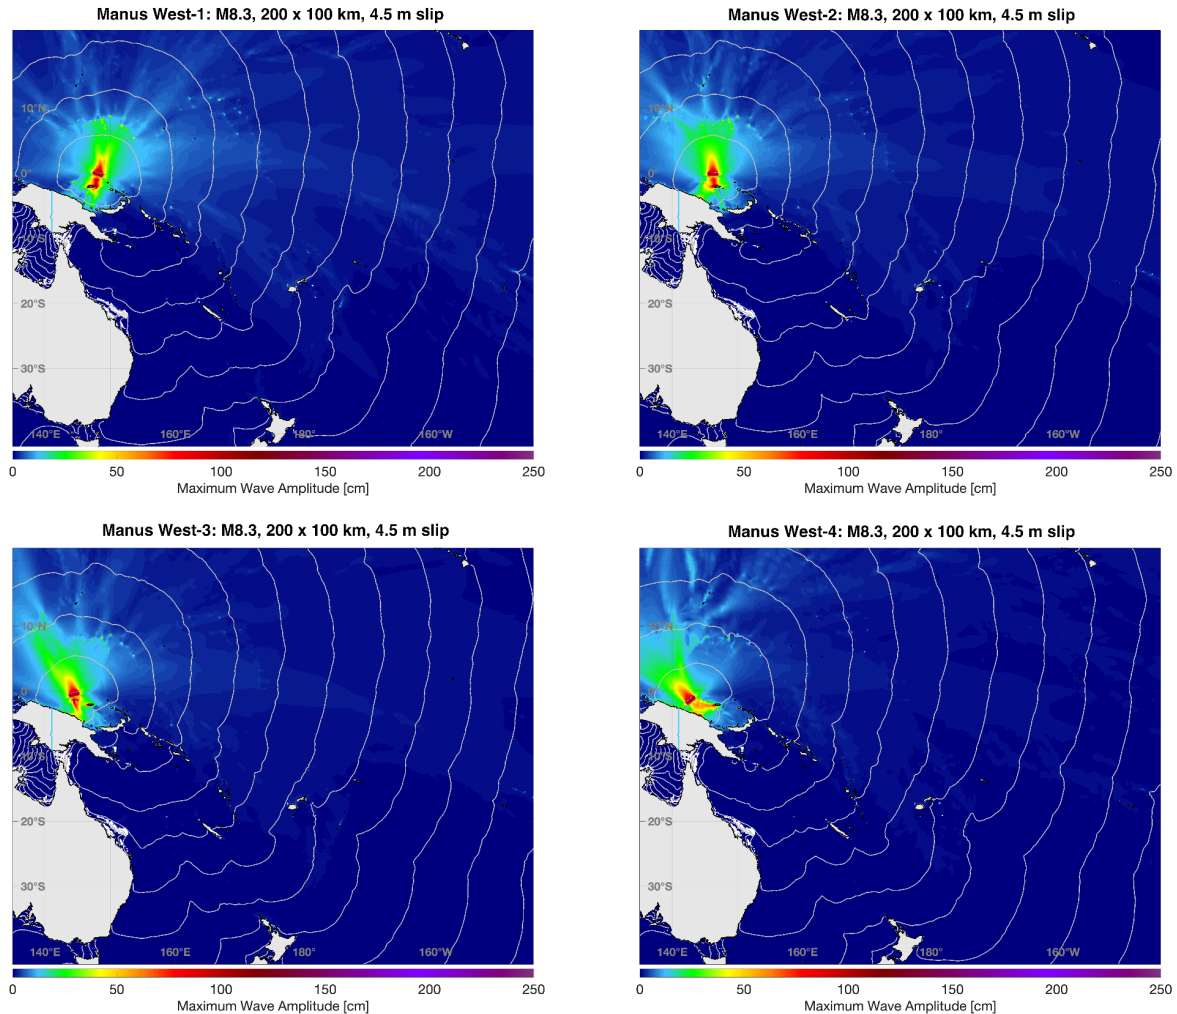 Manus West-1: M8.3, 200 x 100 km, 4.5 m slip
10°N
0°
10°S
20°S
30°S
140°E 160°E 180° 160°W
0 50 100 150 200 250
Maximum Wave Amplitude [cm]
Manus West-2: M8.3, 200 x 100 km, 4.5 m slip
10°N
0°
10°S
20°S
30°S
140°E 160°E 180° 160°W
0 50 100 150 200 250
Maximum Wave Amplitude [cm]
Manus West-3: M8.3, 200 x 100 km, 4.5 m slip
10°N
0°
10°S
20°S
30°S
140°E 160°E 180° 160°W
0 50 100 150 200 250
Maximum Wave Amplitude [cm]
Manus West-4: M8.3, 200 x 100 km, 4.5 m slip
10°N
0°
10°S
20°S
30°S
140°E 160°E 180° 160°W
0 50 100 150 200 250
Maximum Wave Amplitude [cm]